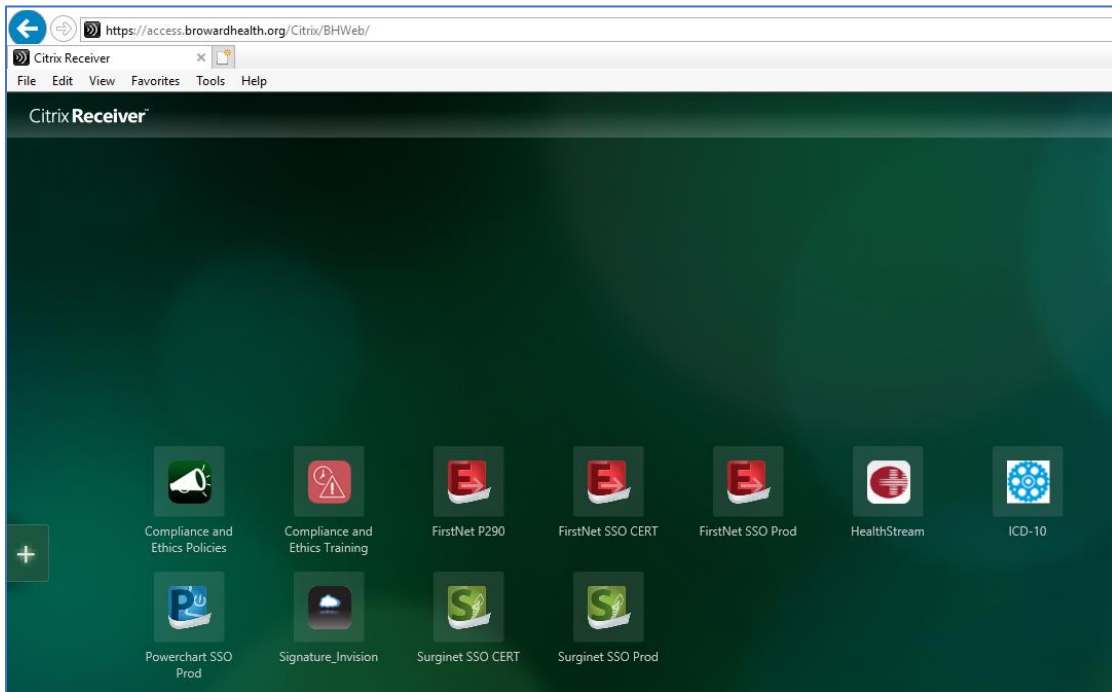 https://access.browardhealth.org/Citrix/BHWeb/
Citrix Receiver
File Edit View Favorites Tools Help
Citrix Receiver™
Compliance and
Ethics Policies
Compliance and
Ethics Training
FirstNet P290
FirstNet SSO CERT
FirstNet SSO Prod
HealthStream
ICD-10
Powerchart SSO
Prod
Signature_Invision
Surginet SSO CERT
Surginet SSO Prod